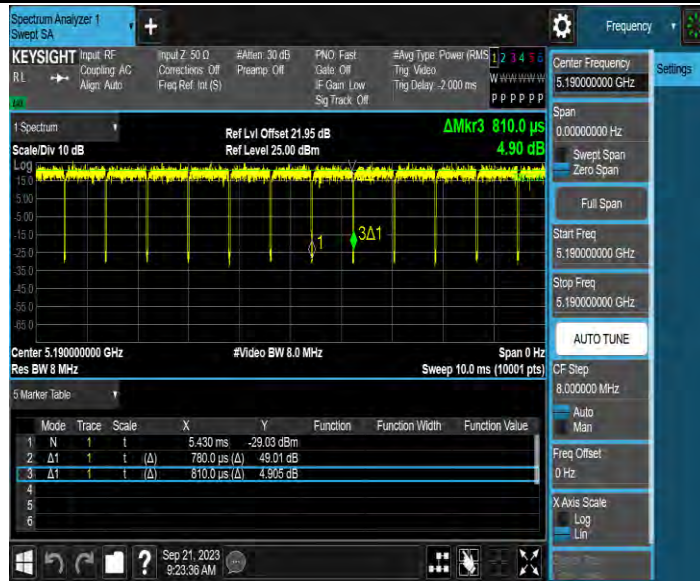 Spectrum Analyzer 1
Swept SA
Frequency
KEYSIGHT
RL
Input: RF
Coupling: AC
Align: Auto
Input Z: 50 Ω
Corrections: Off
Freq Ref: Int (S)
#Atten: 30 dB
Preamp: Off
PNO: Fast
Gate: Off
IF Gain: Low
Sig Track: Off
#Avg Type: Power (RMS
Trig: Video
Trig Delay: -2.000 ms
1 2 3 4 5 6
W W W W W W
P P P P P P
1 Spectrum
Scale/Div 10 dB
Ref Lvl Offset 21.95 dB
Ref Level 25.00 dBm
ΔMkr3 810.0 μs
4.90 dB
Log
15.0
5.00
-5.00
-15.0
-25.0
-35.0
-45.0
-55.0
-65.0
1
3Δ1
Center 5.190000000 GHz
#Video BW 8.0 MHz
Span 0 Hz
Res BW 8 MHz
Sweep 10.0 ms (10001 pts)
5 Marker Table
Mode Trace Scale X Y Function Function Width Function Value
1 N 1 t 5.430 ms -29.03 dBm
2 Δ1 1 t (Δ) 780.0 μs (Δ) 49.01 dB
3 Δ1 1 t (Δ) 810.0 μs (Δ) 4.905 dB
4
5
6
Sep 21, 2023
9:23:36 AM
Center Frequency
5.190000000 GHz
Settings
Span
0.00000000 Hz
Swept Span
Zero Span
Full Span
Start Freq
5.190000000 GHz
Stop Freq
5.190000000 GHz
AUTO TUNE
CF Step
8.000000 MHz
Auto
Man
Freq Offset
0 Hz
X Axis Scale
Log
Lin